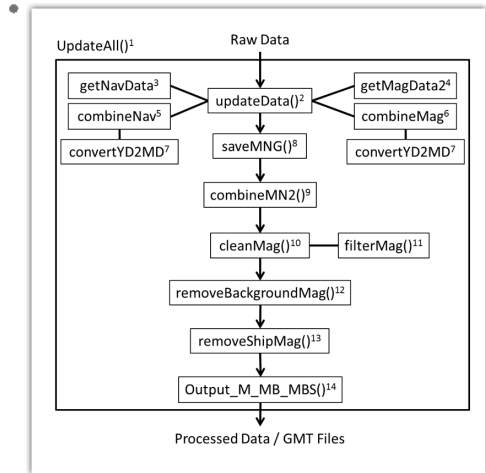 UpdateAll()¹
Raw Data
getNavData³
getMagData2⁴
updateData()²
combineNav⁵
combineMag⁶
convertYD2MD⁷
convertYD2MD⁷
saveMNG()⁸
combineMN2()⁹
cleanMag()¹⁰
filterMag()¹¹
removeBackgroundMag()¹²
removeShipMag()¹³
Output_M_MB_MBS()¹⁴
Processed Data / GMT Files